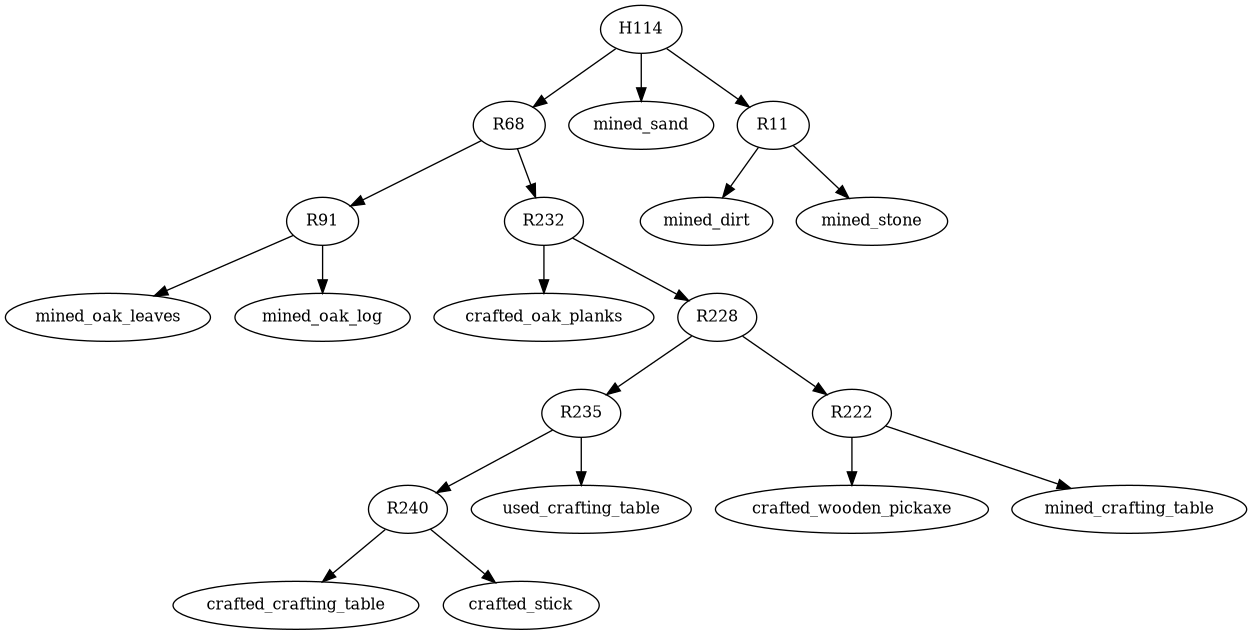 H114
R68
mined_sand
R11
R91
R232
mined_dirt
mined_stone
mined_oak_leaves
mined_oak_log
crafted_oak_planks
R228
R235
R222
R240
used_crafting_table
crafted_wooden_pickaxe
mined_crafting_table
crafted_crafting_table
crafted_stick